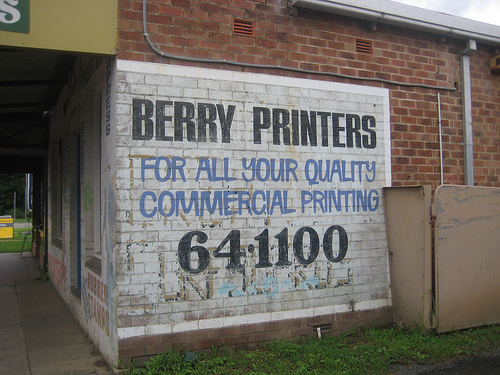 S
BERRY PRINTERS
FOR ALL YOUR QUALITY
COMMERCIAL PRINTING
64·1100